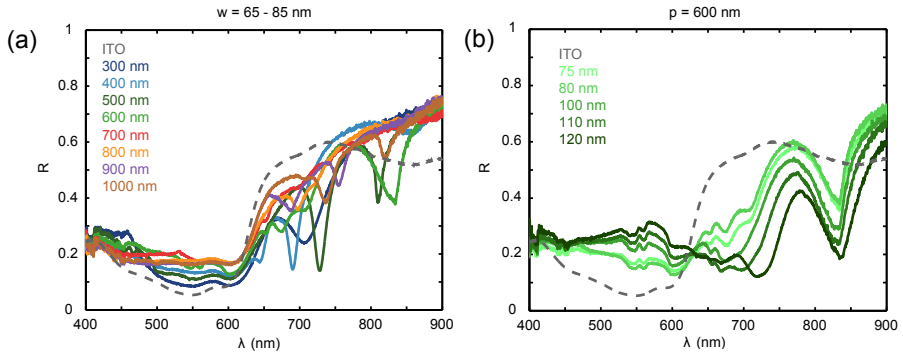 w = 65 - 85 nm
(a)
ITO
300 nm
400 nm
500 nm
600 nm
700 nm
800 nm
900 nm
1000 nm
R
1
0.8
0.6
0.4
0.2
0
400 500 600 700 800 900
λ (nm)
p = 600 nm
(b)
ITO
75 nm
80 nm
100 nm
110 nm
120 nm
R
1
0.8
0.6
0.4
0.2
0
400 500 600 700 800 900
λ (nm)